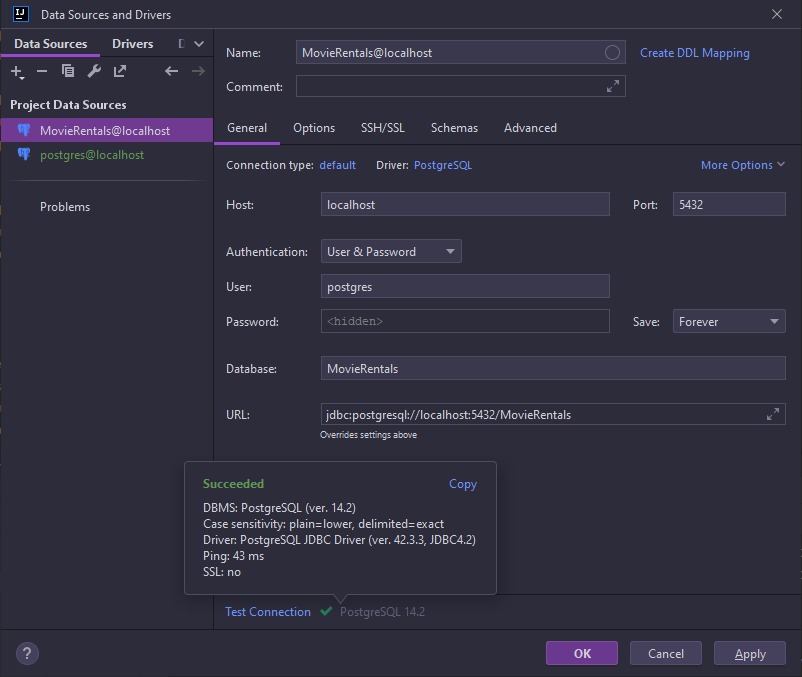 IJ
Data Sources and Drivers
Data Sources Drivers D
Project Data Sources
MovieRentals@localhost
postgres@localhost
Problems
Name: MovieRentals@localhost Create DDL Mapping
Comment:
General Options SSH/SSL Schemas Advanced
Connection type: default Driver: PostgreSQL More Options
Host: localhost Port: 5432
Authentication: User & Password
User: postgres
Password: <hidden> Save: Forever
Database: MovieRentals
URL: jdbc:postgresql://localhost:5432/MovieRentals
Overrides settings above
Succeeded Copy
DBMS: PostgreSQL (ver. 14.2)
Case sensitivity: plain=lower, delimited=exact
Driver: PostgreSQL JDBC Driver (ver. 42.3.3, JDBC4.2)
Ping: 43 ms
SSL: no
Test Connection PostgreSQL 14.2
? OK Cancel Apply